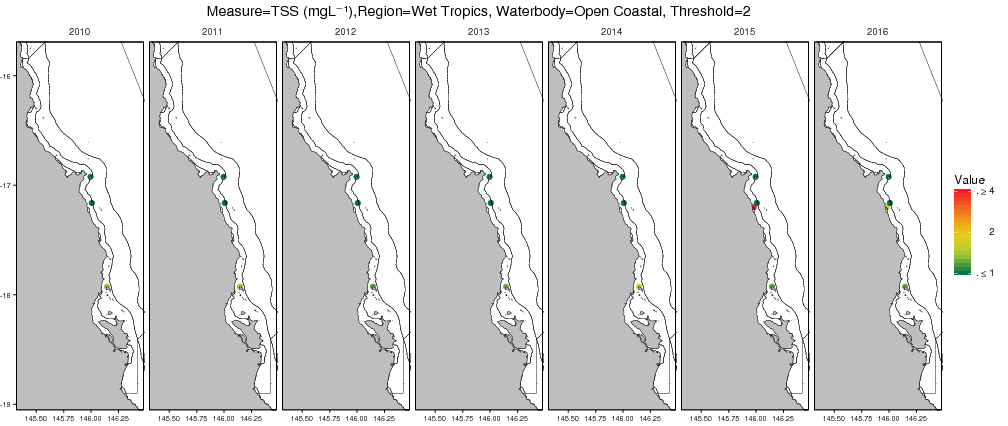 Measure=TSS (mgL⁻¹),Region=Wet Tropics, Waterbody=Open Coastal, Threshold=2
2010 2011 2012 2013 2014 2015 2016
-16
-17
-18
-19
Value
≥ 4
2
≤ 1
145.50 145.75 146.00 146.25 145.50 145.75 146.00 146.25 145.50 145.75 146.00 146.25 145.50 145.75 146.00 146.25 145.50 145.75 146.00 146.25 145.50 145.75 146.00 146.25 145.50 145.75 146.00 146.25